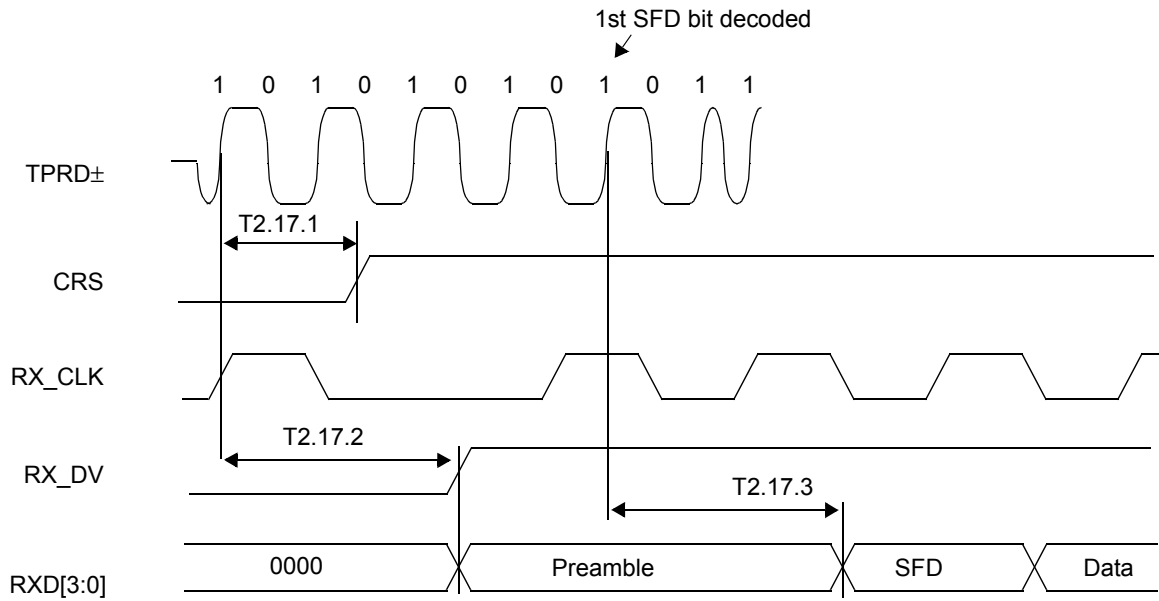 1st SFD bit decoded
1 0 1 0 1 0 1 0 1 0 1 1
TPRD±
T2.17.1
CRS
RX_CLK
T2.17.2
RX_DV
T2.17.3
0000 Preamble SFD Data
RXD[3:0]